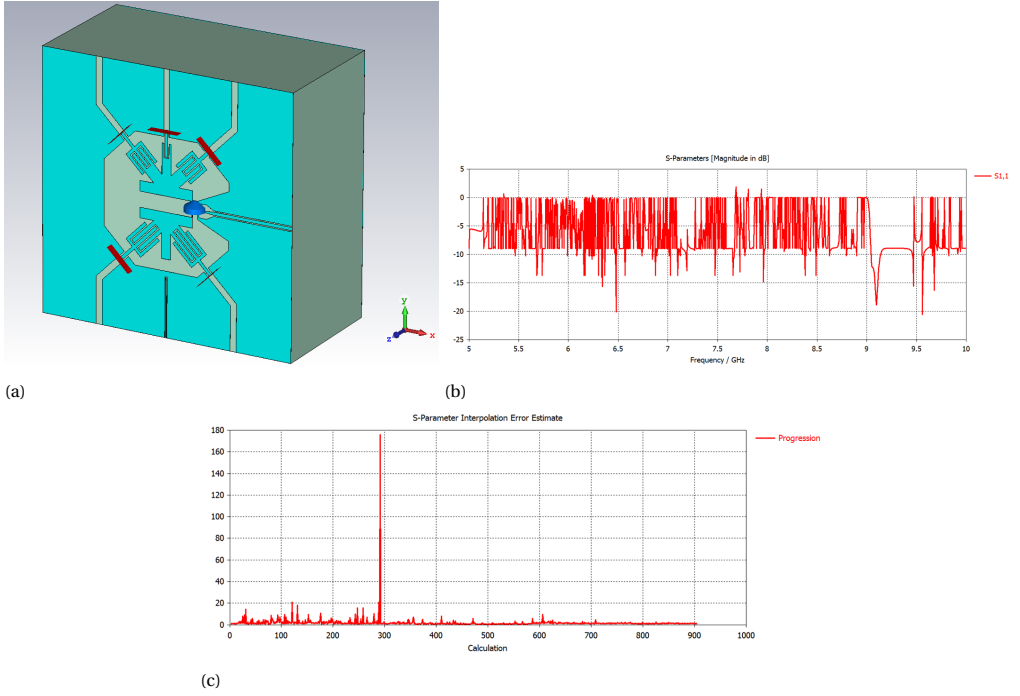 y
x
z
(a)
S-Parameters [Magnitude in dB]
S1,1
5
0
-5
-10
-15
-20
-25
5 5.5 6 6.5 7 7.5 8 8.5 9 9.5 10
Frequency / GHz
(b)
S-Parameter Interpolation Error Estimate
Progression
180
160
140
120
100
80
60
40
20
0
0 100 200 300 400 500 600 700 800 900 1000
Calculation
(c)